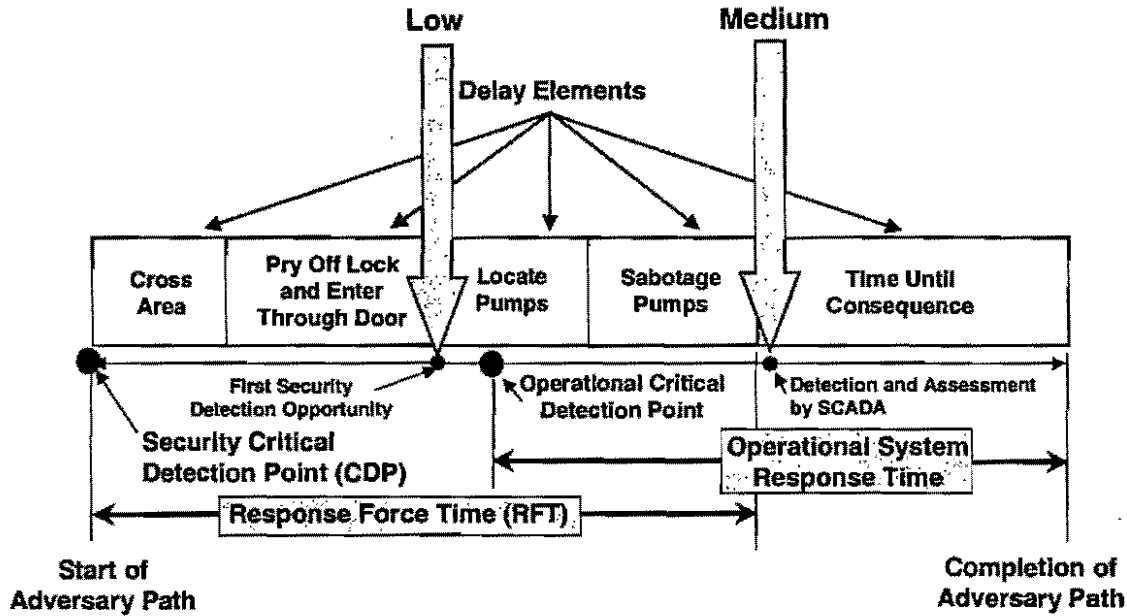 Low
Medium
Delay Elements
Cross
Area
Pry Off Lock
and Enter
Through Door
Locate
Pumps
Sabotage
Pumps
Time Until
Consequence
First Security
Detection Opportunity
Operational Critical
Detection Point
Detection and Assessment
by SCADA
Security Critical
Detection Point (CDP)
Operational System
Response Time
Response Force Time (RFT)
Start of
Adversary Path
Completion of
Adversary Path